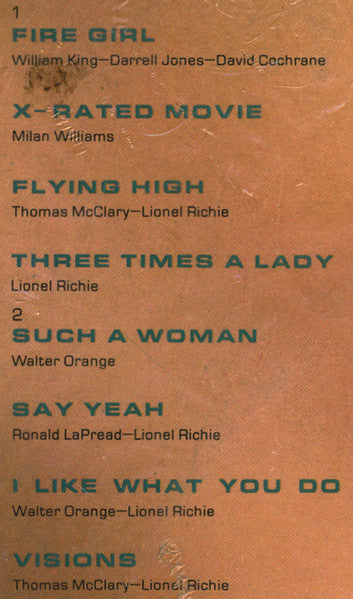 1
FIRE GIRL
William King—Darrell Jones—David Cochrane
X-RATED MOVIE
Milan Williams
FLYING HIGH
Thomas McClary—Lionel Richie
THREE TIMES A LADY
Lionel Richie
2
SUCH A WOMAN
Walter Orange
SAY YEAH
Ronald LaPread—Lionel Richie
I LIKE WHAT YOU DO
Walter Orange—Lionel Richie
VISIONS
Thomas McClary—Lionel Richie